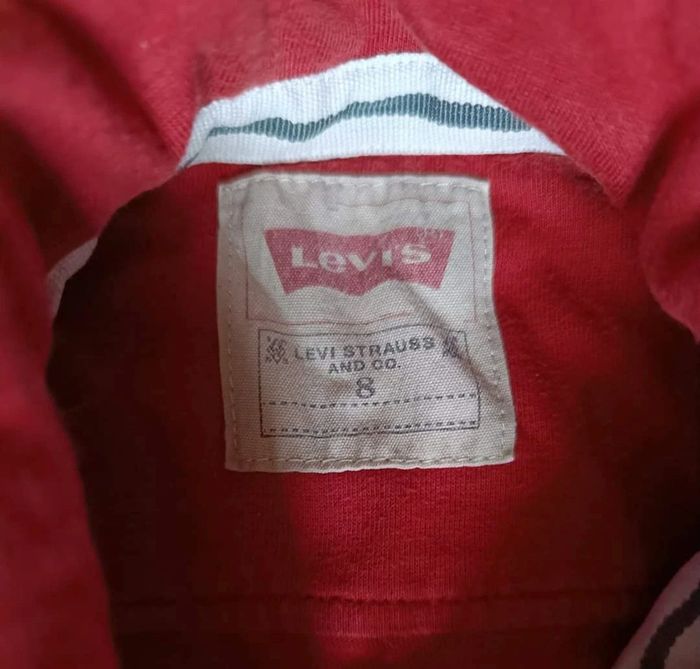 Levi's
LEVI STRAUSS
AND CO.
8